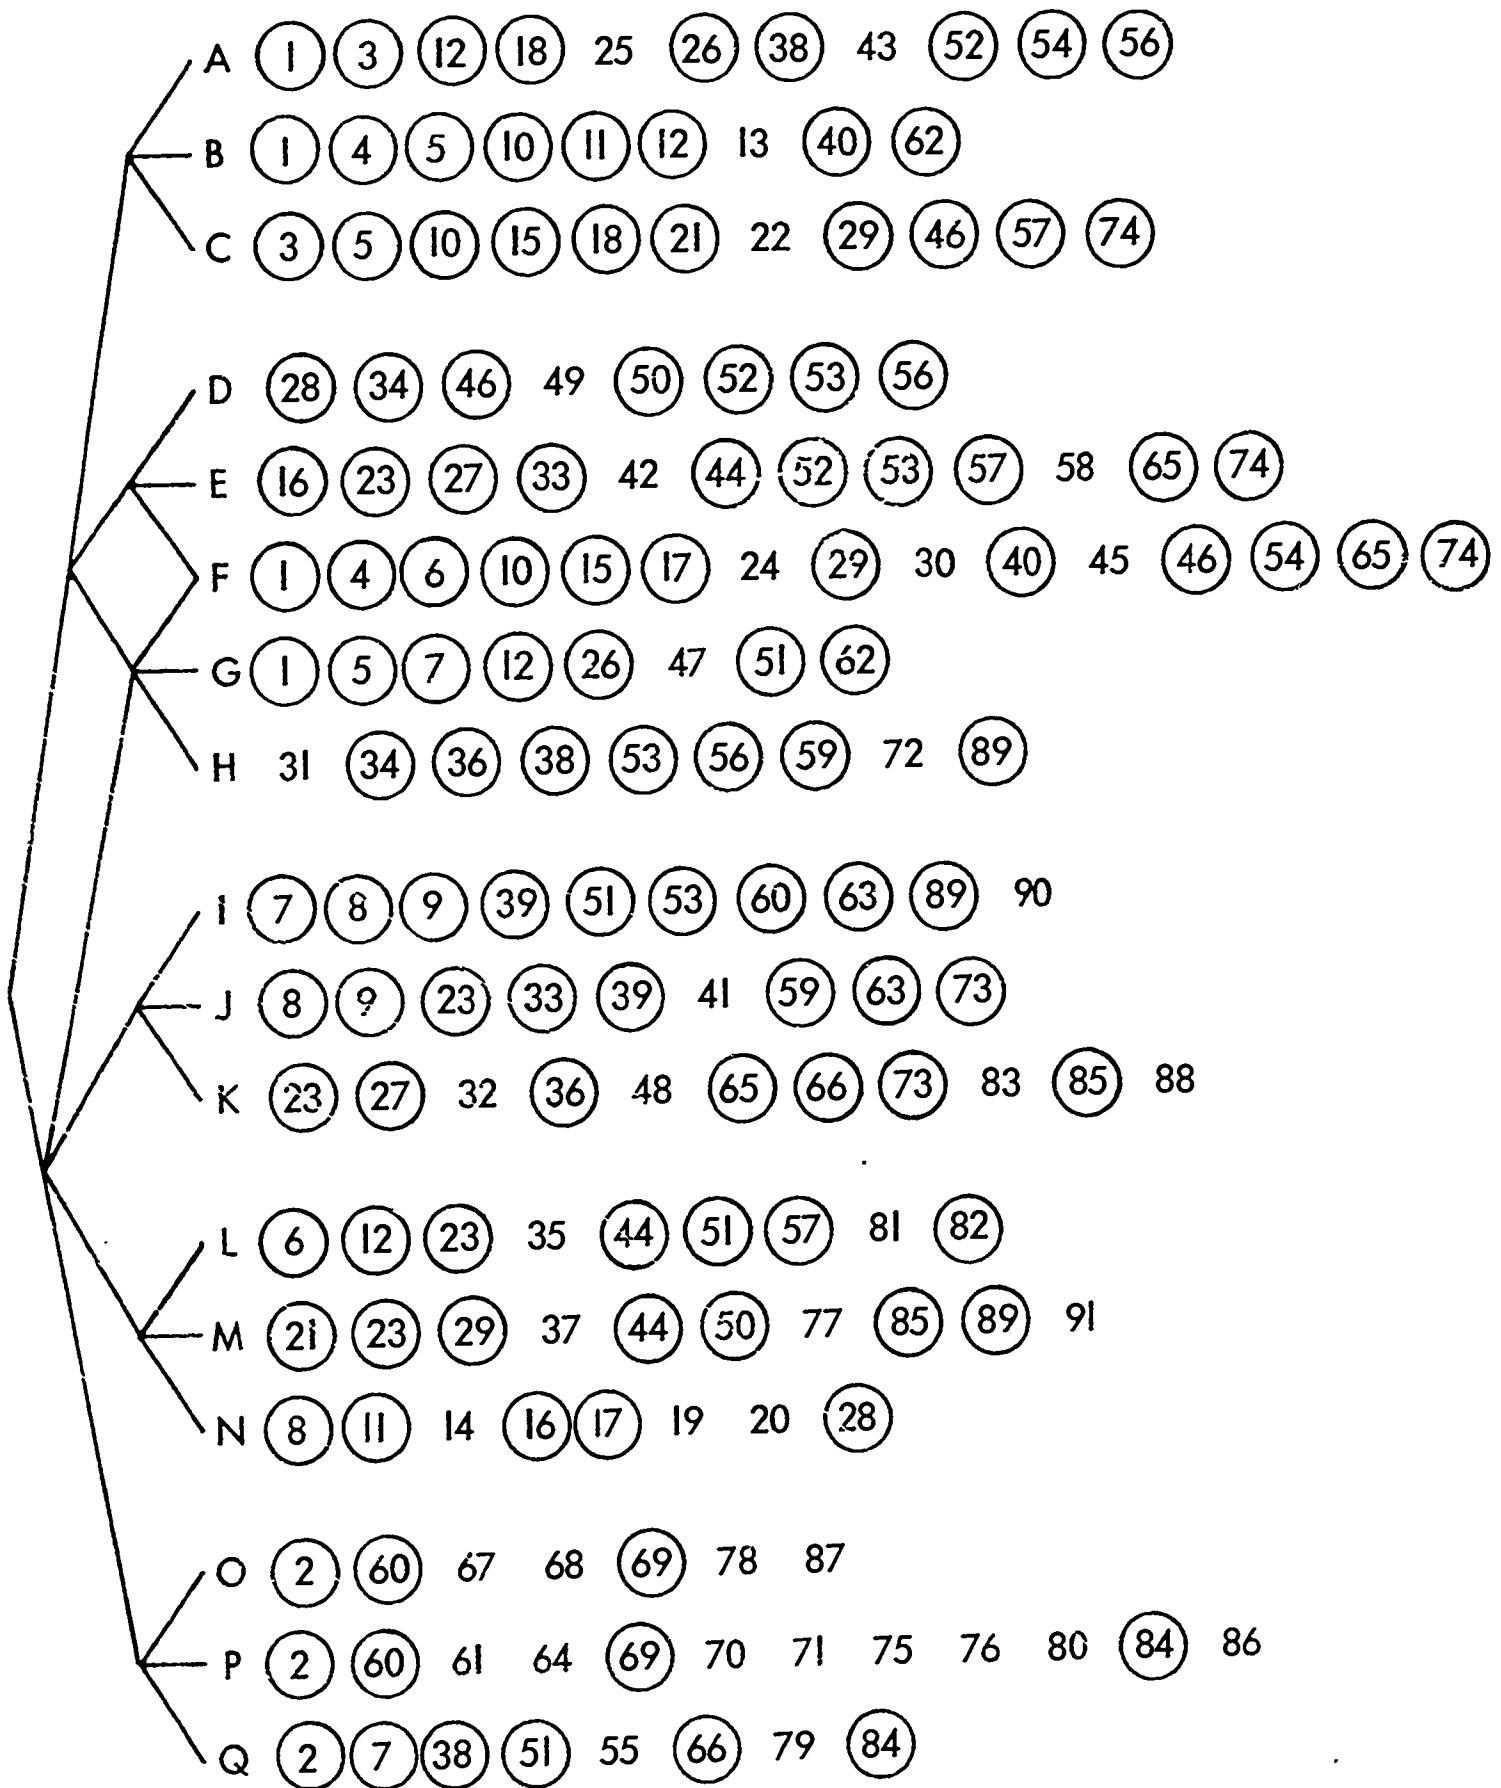 A 1 3 12 18 25 26 38 43 52 54 56
B 1 4 5 10 11 12 13 40 62
C 3 5 10 15 18 21 22 29 46 57 74
D 28 34 46 49 50 52 53 56
E 16 23 27 33 42 44 52 53 57 58 65 74
F 1 4 6 10 15 17 24 29 30 40 45 46 54 65 74
G 1 5 7 12 26 47 51 62
H 31 34 36 38 53 56 59 72 89
I 7 8 9 39 51 53 60 63 89 90
J 8 9 23 33 39 41 59 63 73
K 23 27 32 36 48 65 66 73 83 85 88
L 6 12 23 35 44 51 57 81 82
M 21 23 29 37 44 50 77 85 89 91
N 8 11 14 16 17 19 20 28
O 2 60 67 68 69 78 87
P 2 60 61 64 69 70 71 75 76 80 84 86
Q 2 7 38 51 55 66 79 84